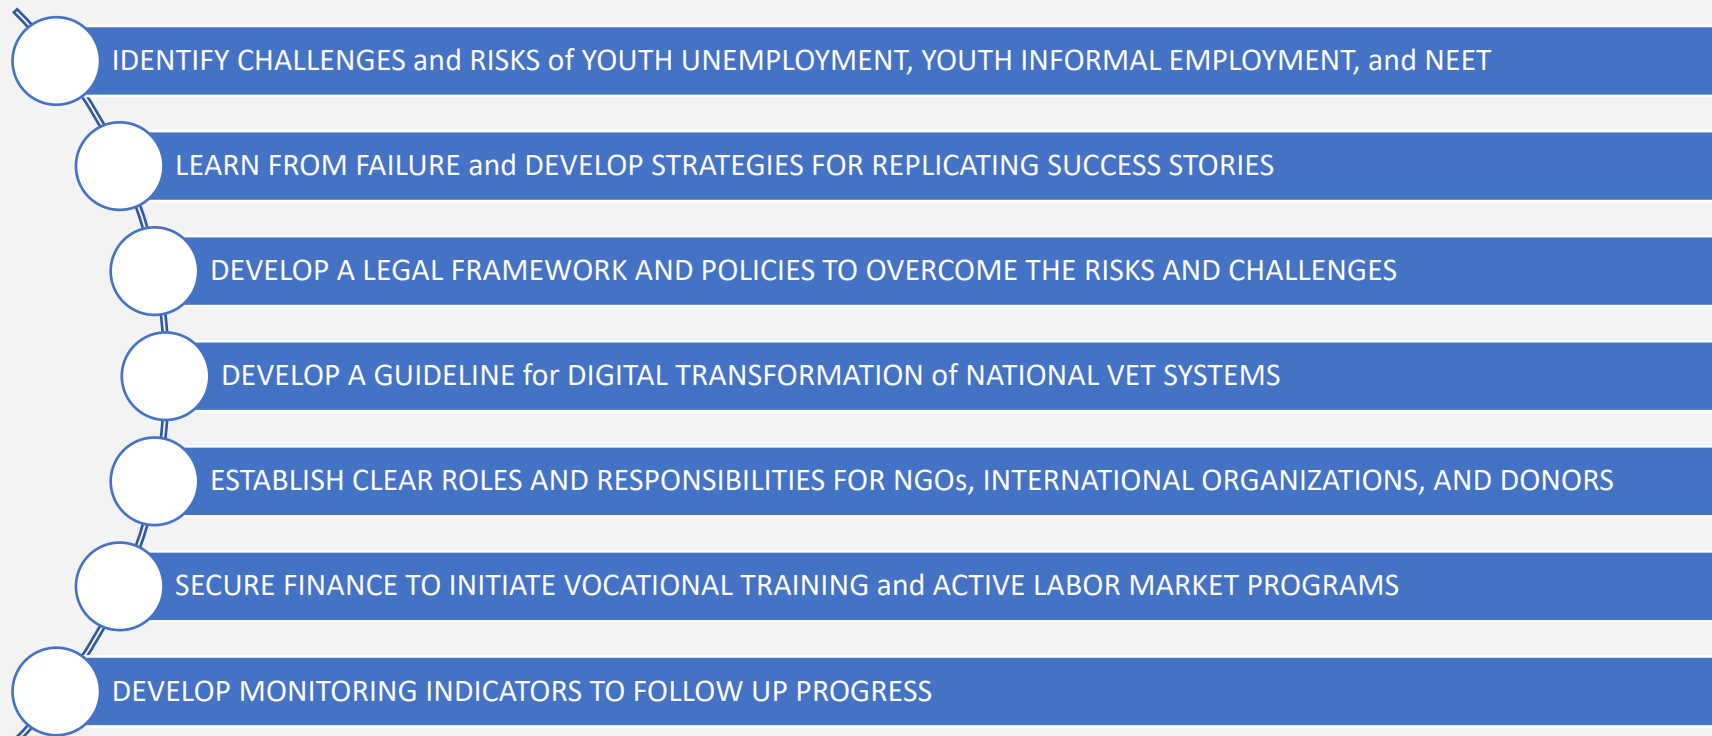 IDENTIFY CHALLENGES and RISKS of YOUTH UNEMPLOYMENT, YOUTH INFORMAL EMPLOYMENT, and NEET
LEARN FROM FAILURE and DEVELOP STRATEGIES FOR REPLICATING SUCCESS STORIES
DEVELOP A LEGAL FRAMEWORK AND POLICIES TO OVERCOME THE RISKS AND CHALLENGES
DEVELOP A GUIDELINE for DIGITAL TRANSFORMATION of NATIONAL VET SYSTEMS
ESTABLISH CLEAR ROLES AND RESPONSIBILITIES FOR NGOs, INTERNATIONAL ORGANIZATIONS, AND DONORS
SECURE FINANCE TO INITIATE VOCATIONAL TRAINING and ACTIVE LABOR MARKET PROGRAMS
DEVELOP MONITORING INDICATORS TO FOLLOW UP PROGRESS